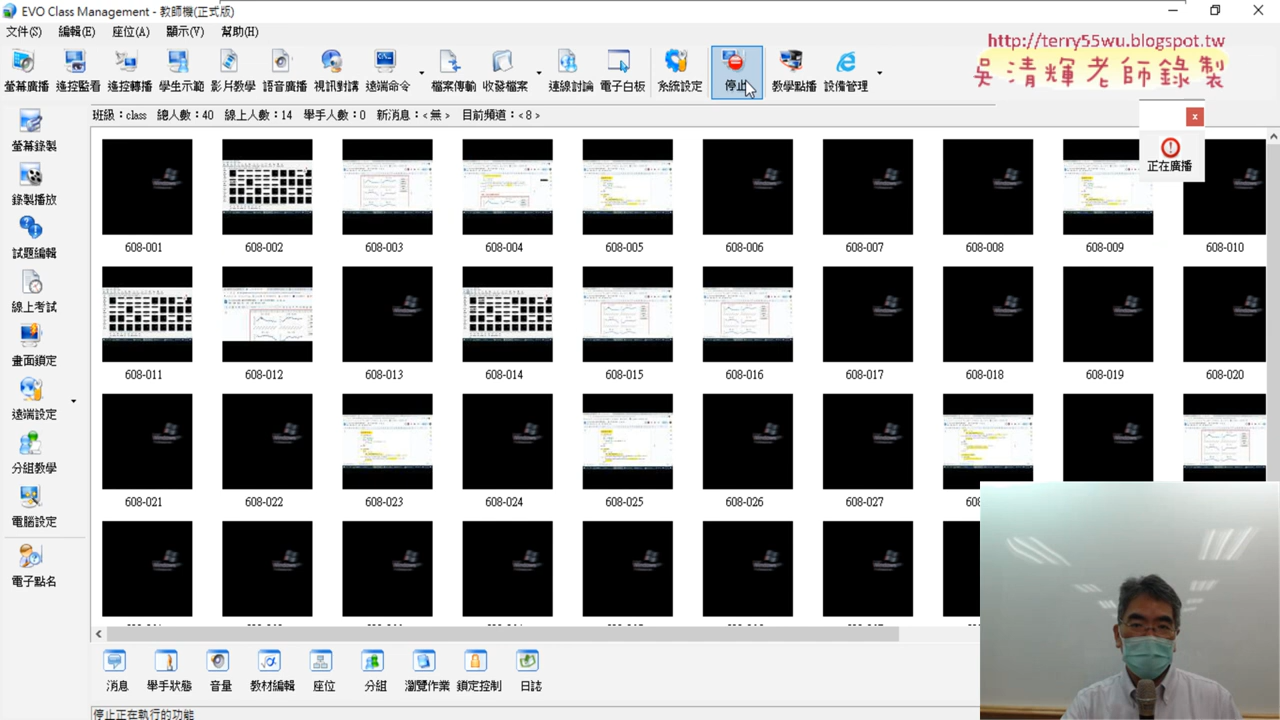 EVO Class Management - 教師機(正式版)
文件(S) 編輯(E) 座位(A) 顯示(V) 幫助(H)
http://terry55wu.blogspot.tw
吳清輝老師錄製
螢幕廣播 遙控監看 遙控轉播 學生示範 影片教學 語音廣播 視訊對講 遠端命令 檔案傳輸 收發檔案 連線討論 電子白板 系統設定 停止 教學點播 設備管理
班級：class 總人數：40 線上人數：14 舉手人數：0 新消息：<無> 目前頻道：<8>
正在廣播
螢幕錄製
錄製播放
試題編輯
線上考試
畫面鎖定
遠端設定
分組教學
電腦設定
電子點名
608-001 608-002 608-003 608-004 608-005 608-006 608-007 608-008 608-009 608-010
608-011 608-012 608-013 608-014 608-015 608-016 608-017 608-018 608-019 608-020
608-021 608-022 608-023 608-024 608-025 608-026 608-027
消息 舉手狀態 音量 教材編輯 座位 分組 瀏覽作業 鎖定控制 日誌
停止正在執行的功能